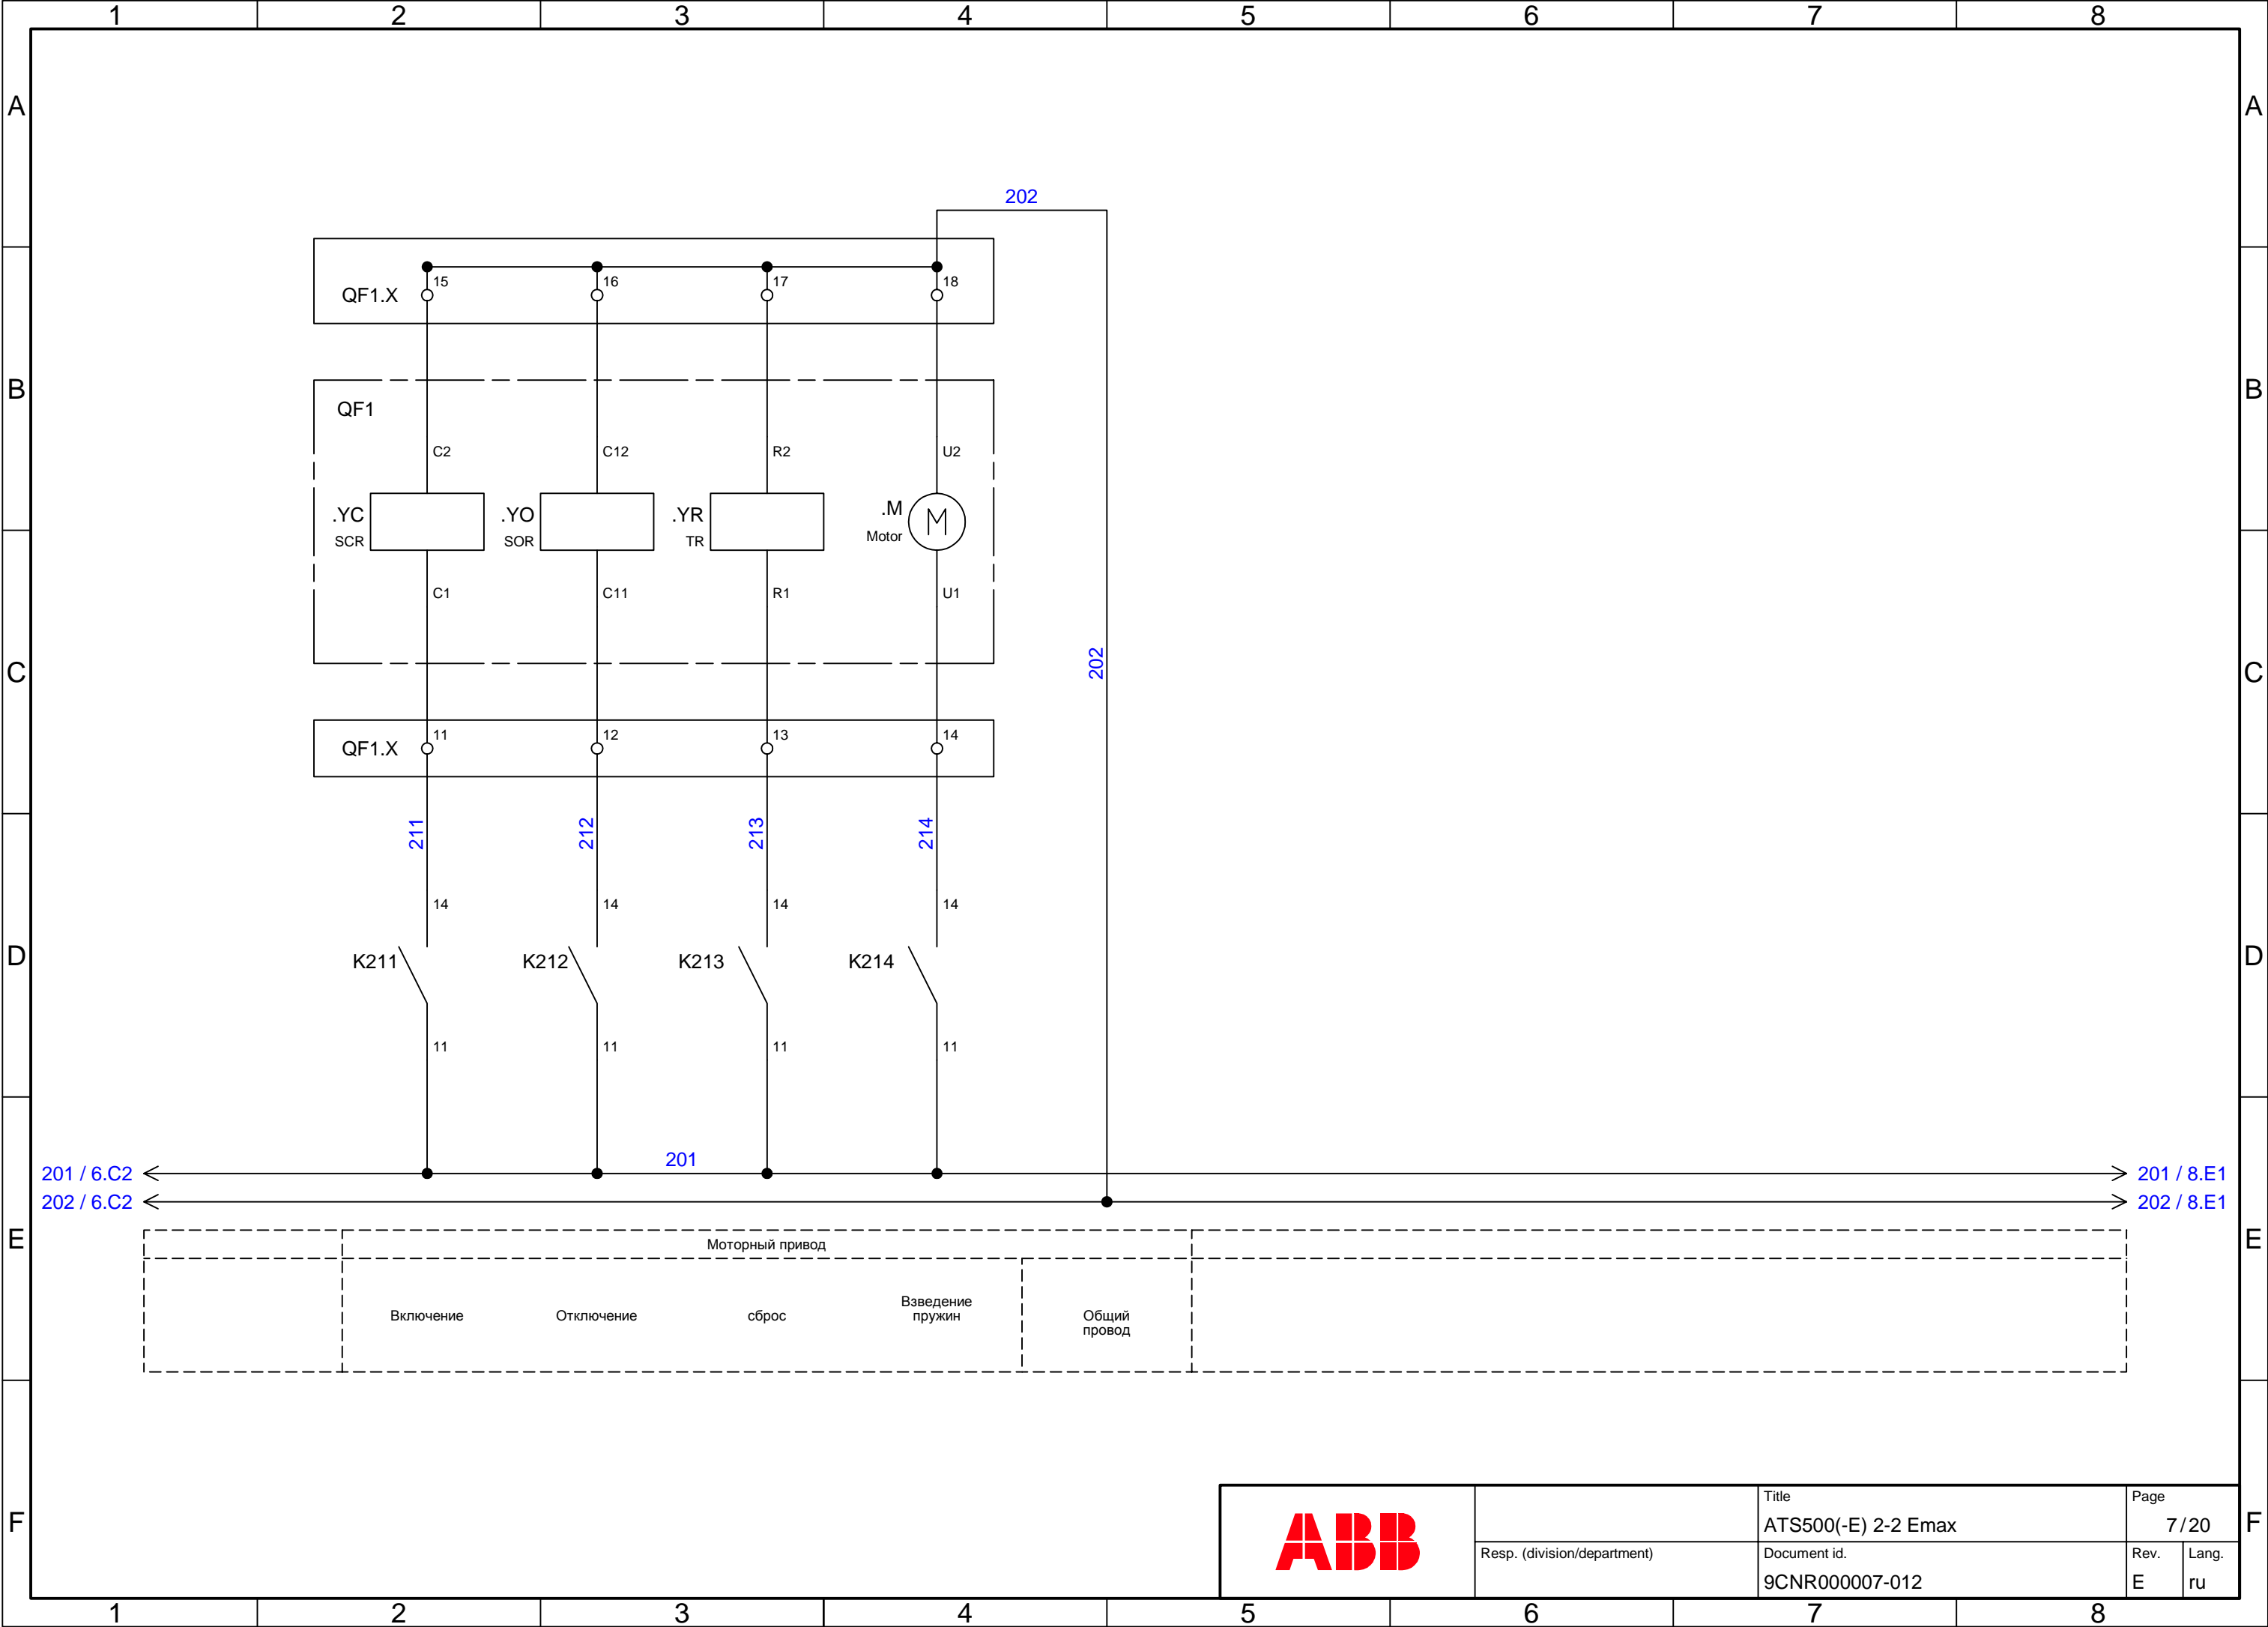 1 2 3 4 5 6 7 8
A A
202
15 16 17 18
QF1.X
B B
QF1
C2 C12 R2 U2
.YC .YO .YR .M M
SCR SOR TR Motor
C1 C11 R1 U1
202
C C
11 12 13 14
QF1.X
211 212 213 214
14 14 14 14
K211 K212 K213 K214
D D
11 11 11 11
201
201 / 6.C2 201 / 8.E1
202 / 6.C2 202 / 8.E1
E E
Моторный привод
Включение Отключение сброс
Взведение
пружин
Общий
провод
F F
ABB
Title
ATS500(-E) 2-2 Emax
Page
7/20
Resp. (division/department)
Document id.
9CNR000007-012
Rev.
E
Lang.
ru
1 2 3 4 5 6 7 8